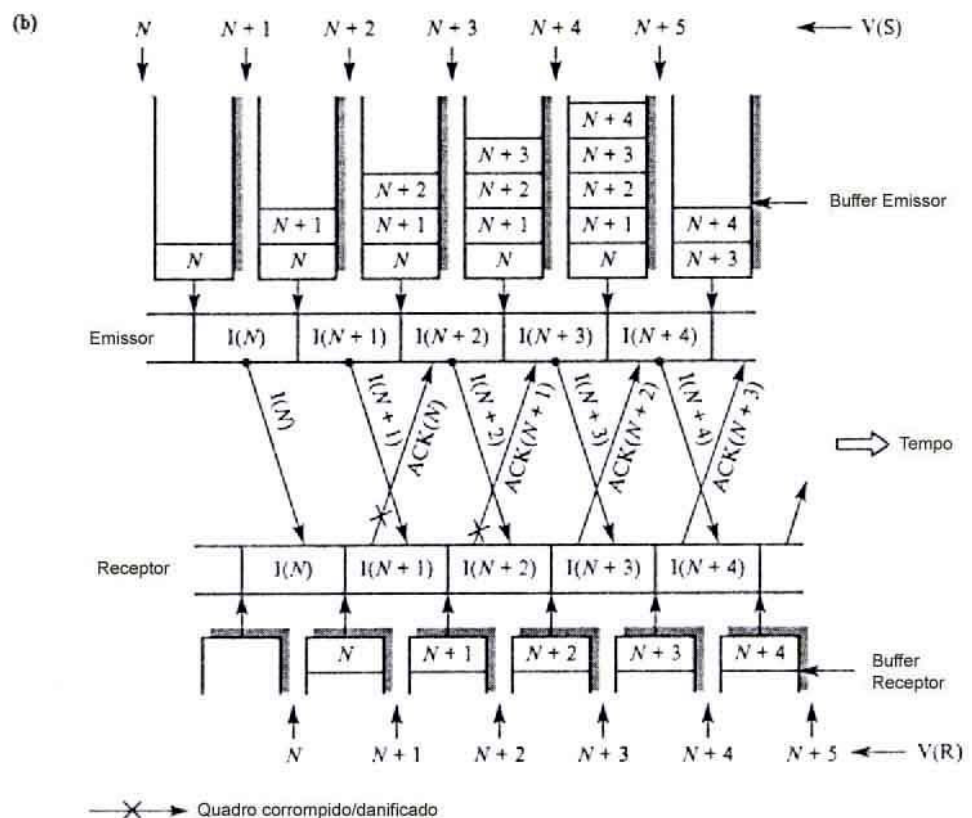 (b)
N N + 1 N + 2 N + 3 N + 4 N + 5 V(S)
N + 4
N + 3 N + 3
N + 2 N + 2 N + 2
N + 1 N + 1 N + 1 N + 1 N + 4
N N N N N N + 3
Buffer Emissor
Emissor I(N) I(N + 1) I(N + 2) I(N + 3) I(N + 4)
I(N) I(N + 1) ACK(N) I(N + 2) ACK(N + 1) I(N + 3) ACK(N + 2) I(N + 4) ACK(N + 3)
Tempo
Receptor I(N) I(N + 1) I(N + 2) I(N + 3) I(N + 4)
N N + 1 N + 2 N + 3 N + 4
Buffer
Receptor
N N + 1 N + 2 N + 3 N + 4 N + 5 V(R)
Quadro corrompido/danificado